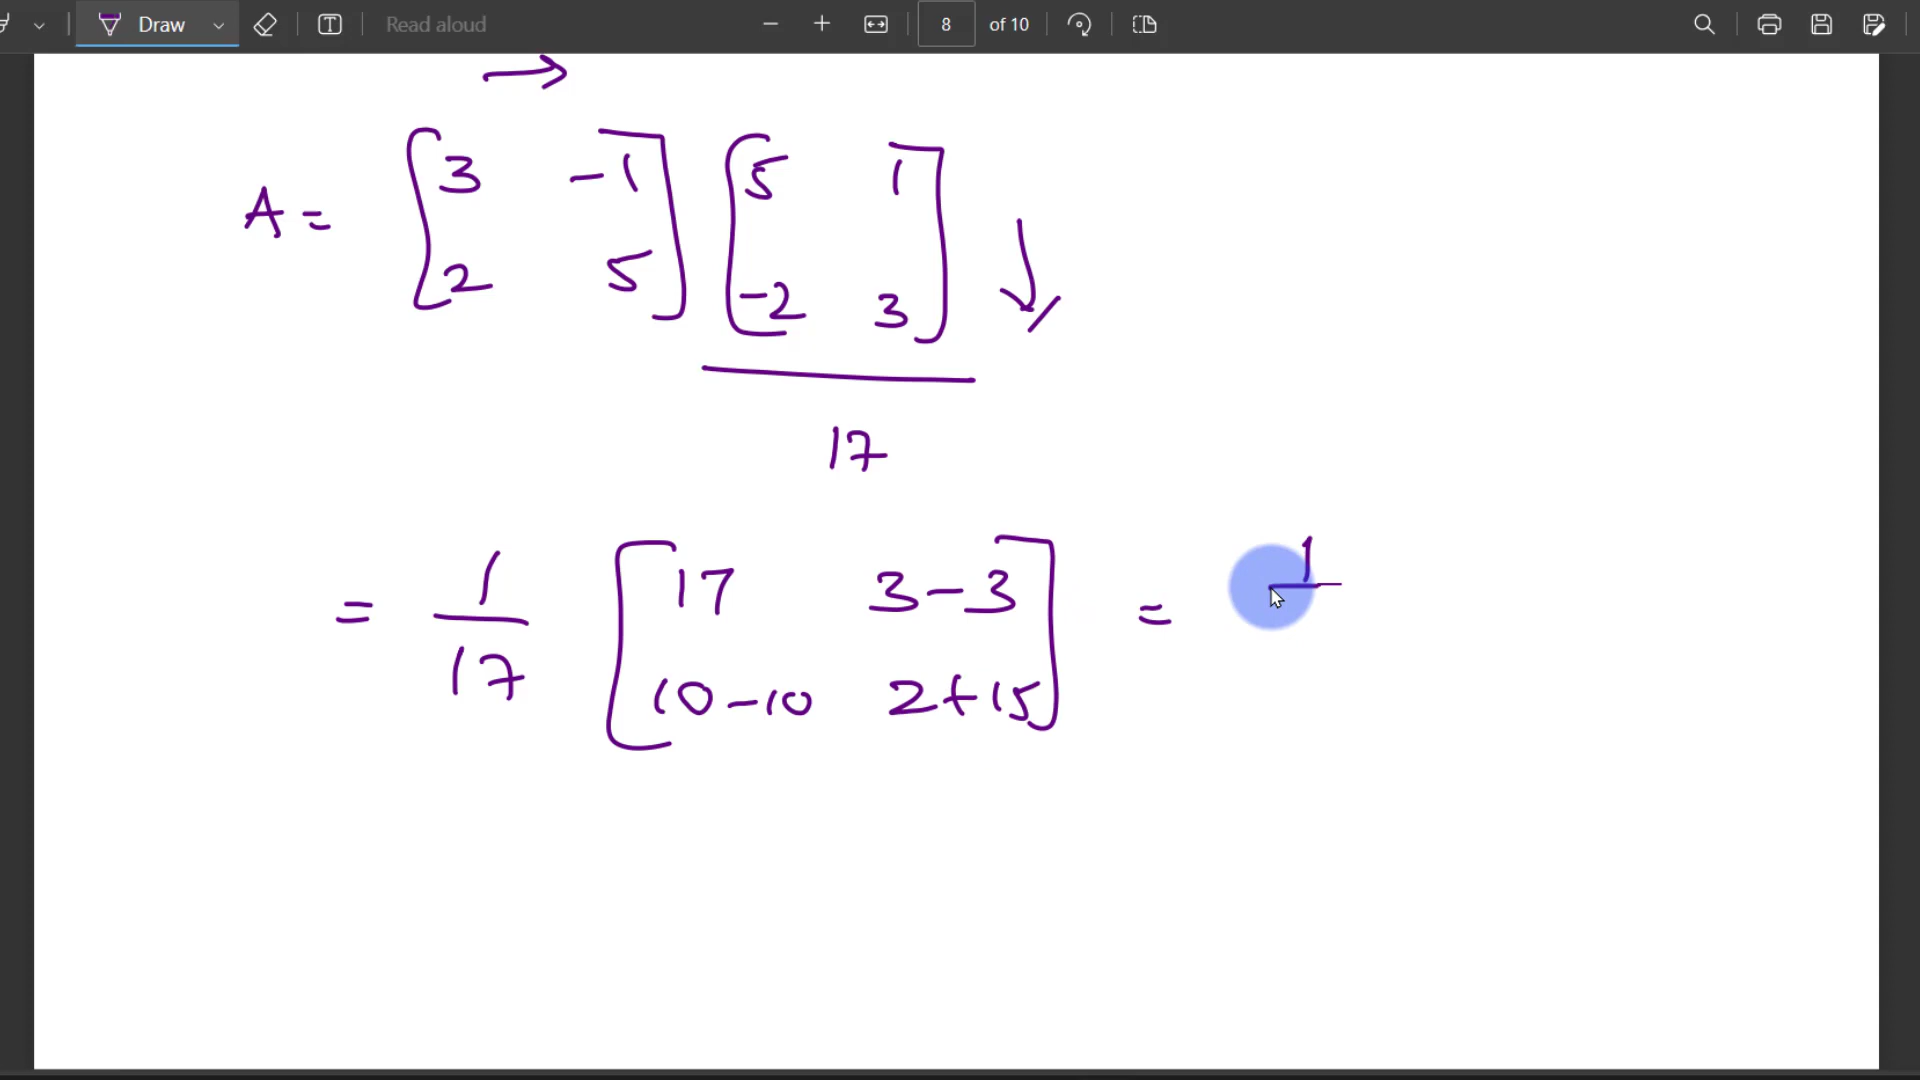 Draw Read aloud 8 of 10
A = [3 -1] [5 1]
[2 5] [-2 3]
17
= 1/17 [17 3-3] = 1
[10-10 2+15]